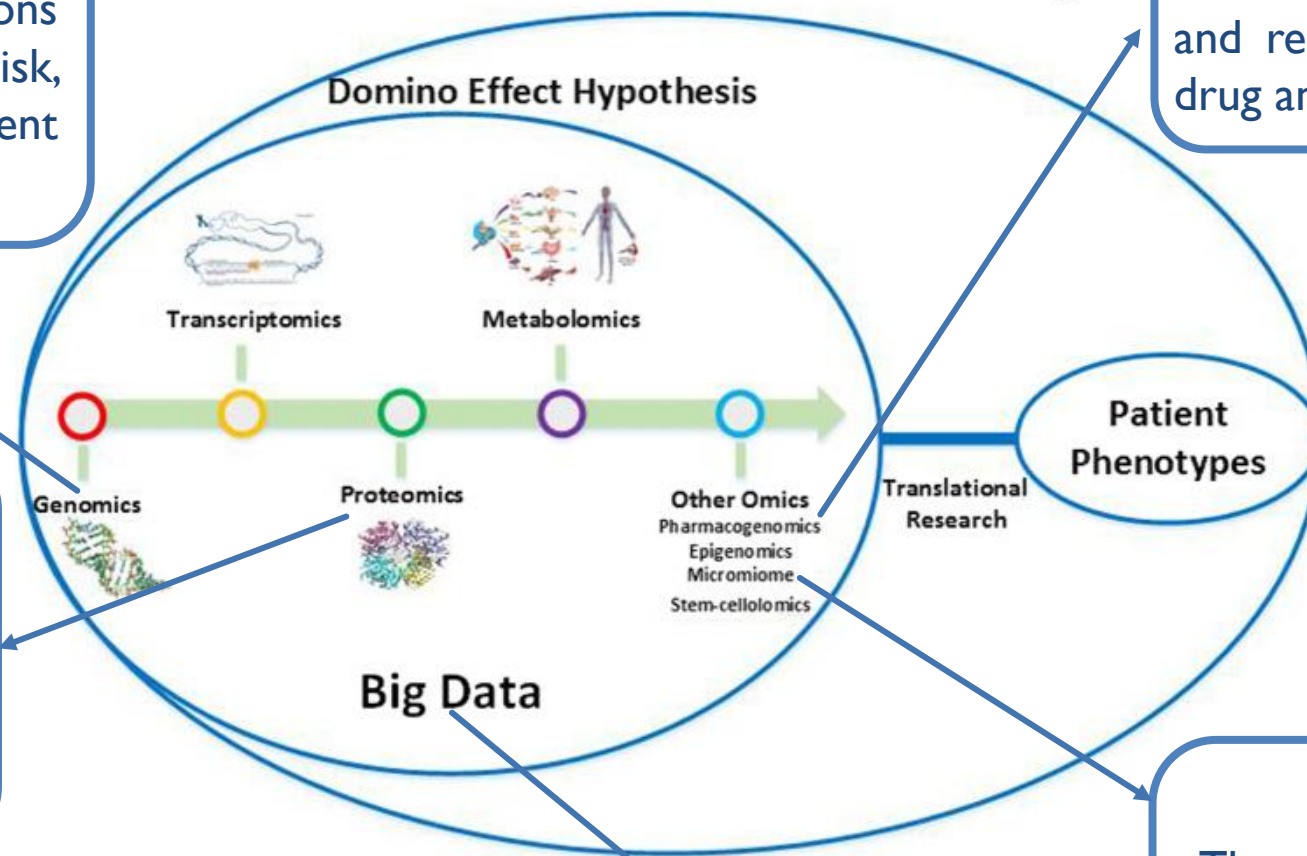 ons
isk,
ent
and re
drug ar
Domino Effect Hypothesis
Transcriptomics
Metabolomics
Genomics
Proteomics
Other Omics
Pharmacogenomics
Epigenomics
Micromiome
Stem-cellolomics
Translational
Research
Patient
Phenotypes
Big Data